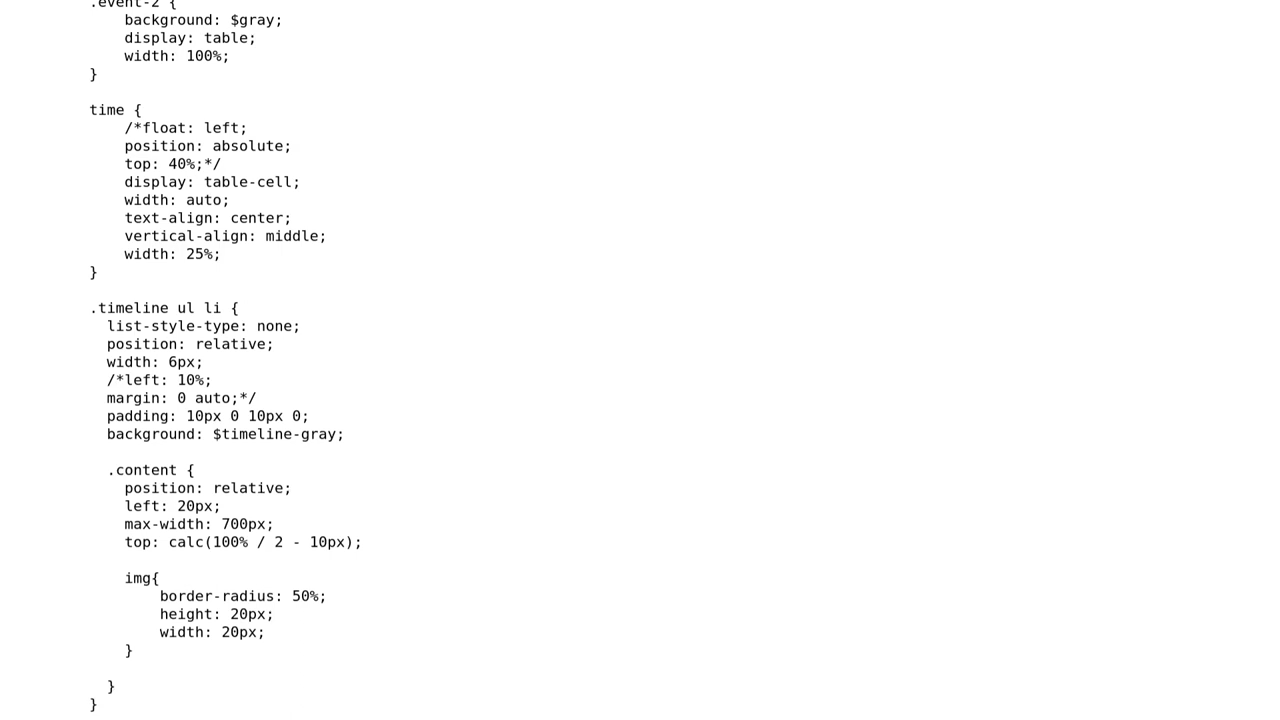 .event-2 {
    background: $gray;
    display: table;
    width: 100%;
}

time {
    /*float: left;
    position: absolute;
    top: 40%;*/
    display: table-cell;
    width: auto;
    text-align: center;
    vertical-align: middle;
    width: 25%;
}

.timeline ul li {
  list-style-type: none;
  position: relative;
  width: 6px;
  /*left: 10%;
  margin: 0 auto;*/
  padding: 10px 0 10px 0;
  background: $timeline-gray;

  .content {
    position: relative;
    left: 20px;
    max-width: 700px;
    top: calc(100% / 2 - 10px);

    img{
        border-radius: 50%;
        height: 20px;
        width: 20px;
    }

  }
}